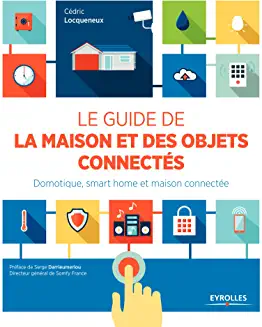 Cédric
Locqueneux
LE GUIDE DE
LA MAISON ET DES OBJETS
CONNECTÉS
Domotique, smart home et maison connectée
Préface de Serge Darrieumerlou
Directeur général de Somfy France
EYROLLES